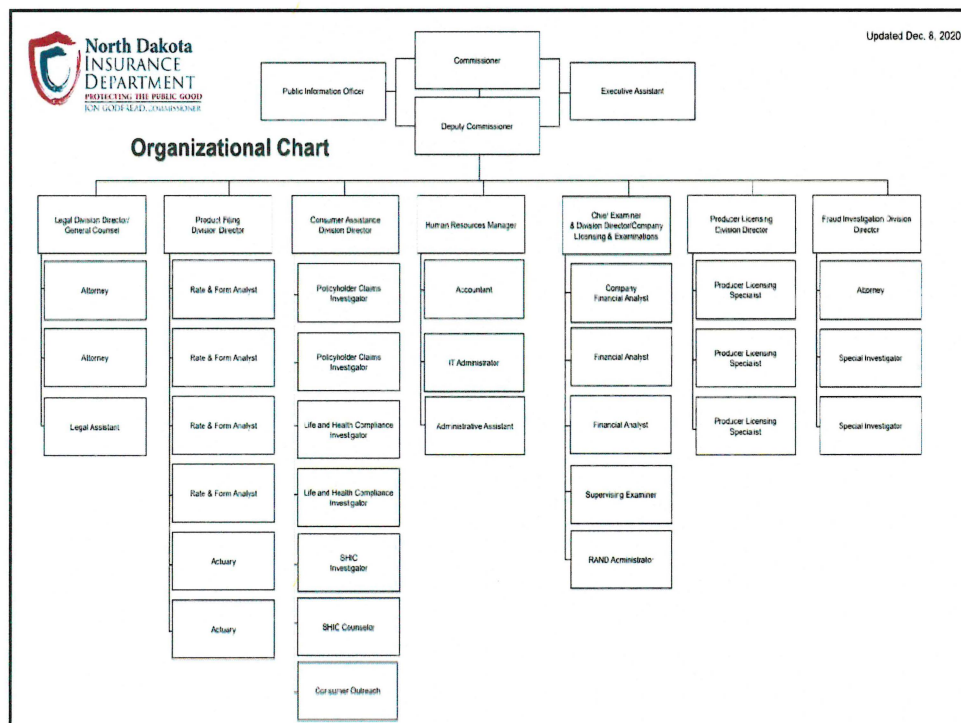 North Dakota
INSURANCE
DEPARTMENT
PROTECTING THE PUBLIC GOOD
JON GODFREAD, COMMISSIONER
Updated Dec. 8, 2020
Commissioner
Public Information Officer
Executive Assistant
Deputy Commissioner
Organizational Chart
Legal Division Director/
General Counsel
Attorney
Attorney
Legal Assistant
Product Filing
Division Director
Rate & Form Analyst
Rate & Form Analyst
Rate & Form Analyst
Rate & Form Analyst
Actuary
Actuary
Consumer Assistance
Division Director
Policyholder Claims
Investigator
Policyholder Claims
Investigator
Life and Health Compliance
Investigator
Life and Health Compliance
Investigator
SHIC
Investigator
SHIC Counselor
Consumer Outreach
Human Resources Manager
Accountant
IT Administrator
Administrative Assistant
Chief Examiner
& Division Director/Company
Licensing & Examinations
Company
Financial Analyst
Financial Analyst
Financial Analyst
Supervising Examiner
RAND Administrator
Producer Licensing
Division Director
Producer Licensing
Specialist
Producer Licensing
Specialist
Producer Licensing
Specialist
Fraud Investigation Division
Director
Attorney
Special Investigator
Special Investigator